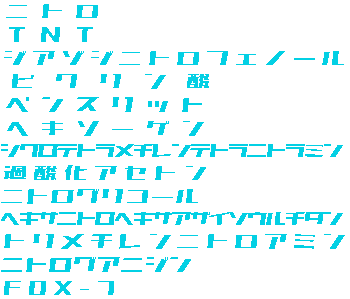 ニトロ
TNT
ジアゾジニトロフェノール
ピクリン酸
ペンスリット
ヘキソーゲン
シクロテトラメチレンテトラニトラミン
過酸化アセトン
ニトログリコール
ヘキサニトロヘキサアザイソウルチタン
トリメチレンニトロアミン
ニトログアニジン
FOX-7